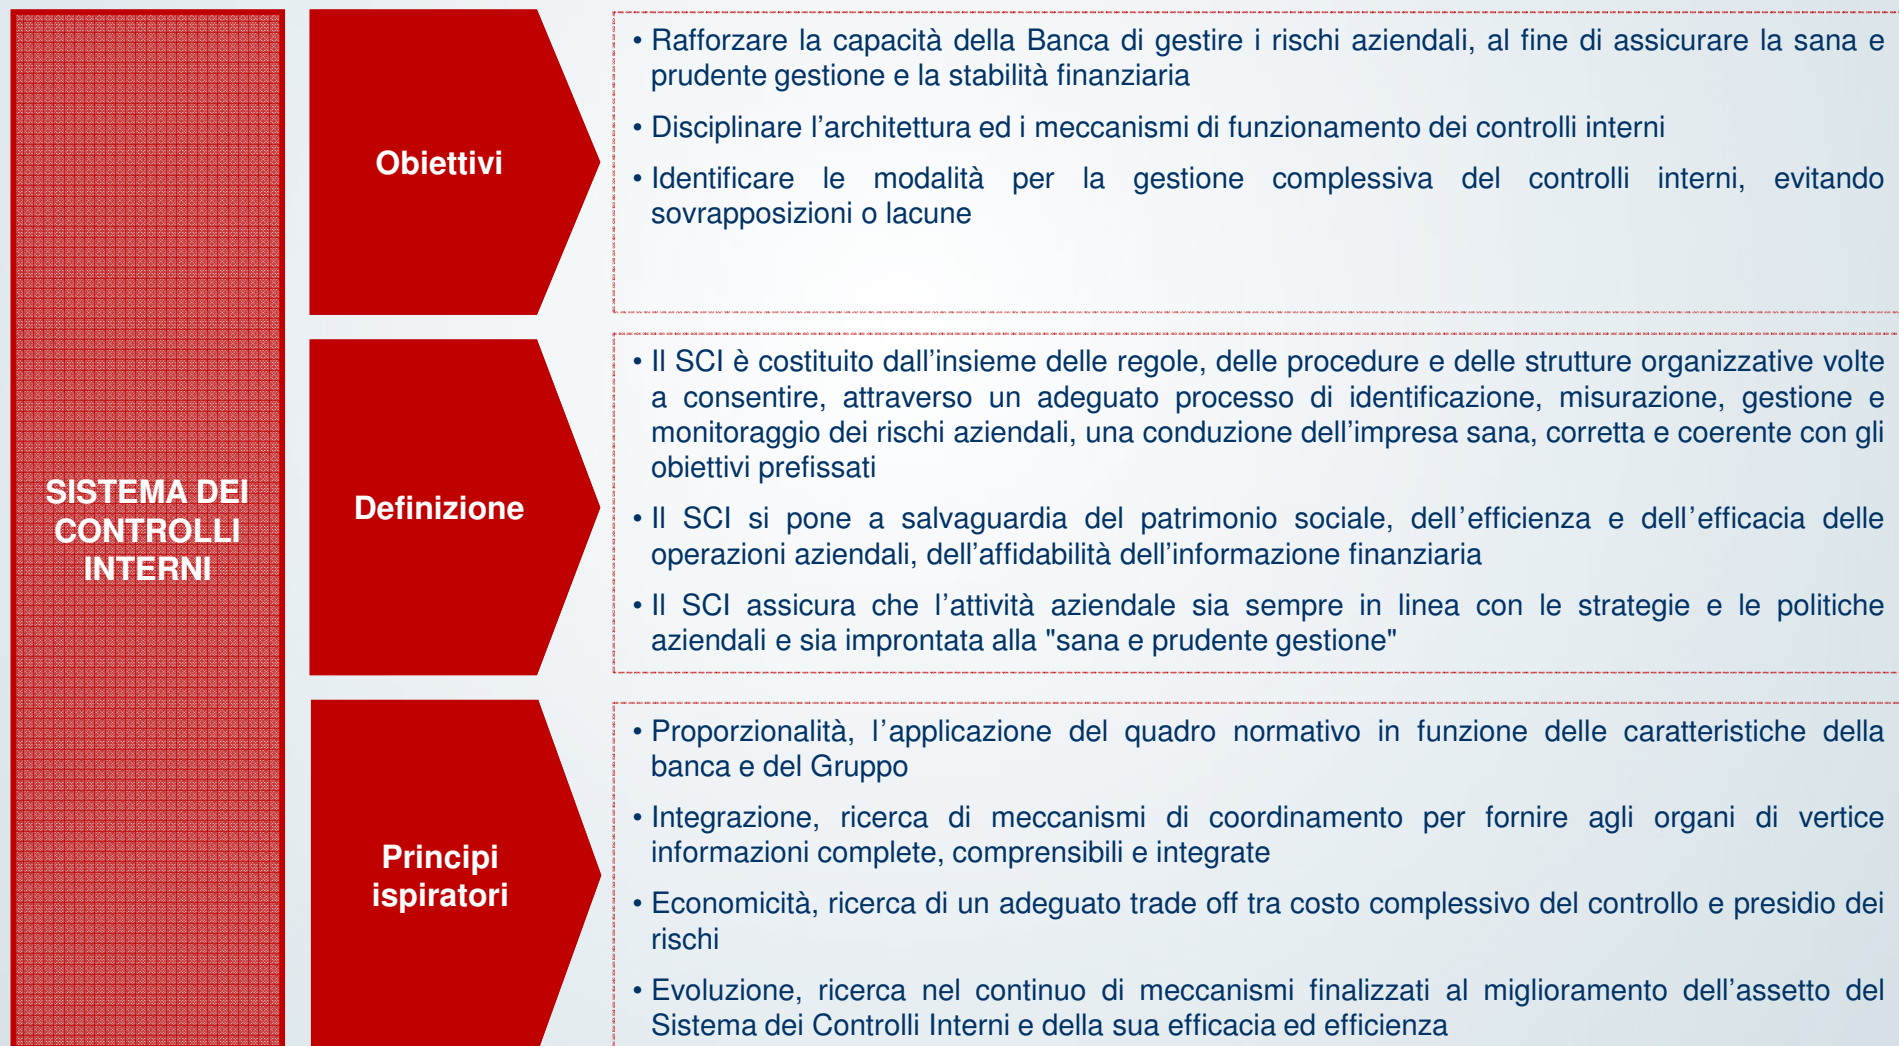 SISTEMA DEI
CONTROLLI
INTERNI
Obiettivi
• Rafforzare la capacità della Banca di gestire i rischi aziendali, al fine di assicurare la sana e
prudente gestione e la stabilità finanziaria
• Disciplinare l’architettura ed i meccanismi di funzionamento dei controlli interni
• Identificare le modalità per la gestione complessiva del controlli interni, evitando
sovrapposizioni o lacune
Definizione
• Il SCI è costituito dall’insieme delle regole, delle procedure e delle strutture organizzative volte
a consentire, attraverso un adeguato processo di identificazione, misurazione, gestione e
monitoraggio dei rischi aziendali, una conduzione dell’impresa sana, corretta e coerente con gli
obiettivi prefissati
• Il SCI si pone a salvaguardia del patrimonio sociale, dell’efficienza e dell’efficacia delle
operazioni aziendali, dell’affidabilità dell’informazione finanziaria
• Il SCI assicura che l’attività aziendale sia sempre in linea con le strategie e le politiche
aziendali e sia improntata alla "sana e prudente gestione"
Principi
ispiratori
• Proporzionalità, l’applicazione del quadro normativo in funzione delle caratteristiche della
banca e del Gruppo
• Integrazione, ricerca di meccanismi di coordinamento per fornire agli organi di vertice
informazioni complete, comprensibili e integrate
• Economicità, ricerca di un adeguato trade off tra costo complessivo del controllo e presidio dei
rischi
• Evoluzione, ricerca nel continuo di meccanismi finalizzati al miglioramento dell’assetto del
Sistema dei Controlli Interni e della sua efficacia ed efficienza